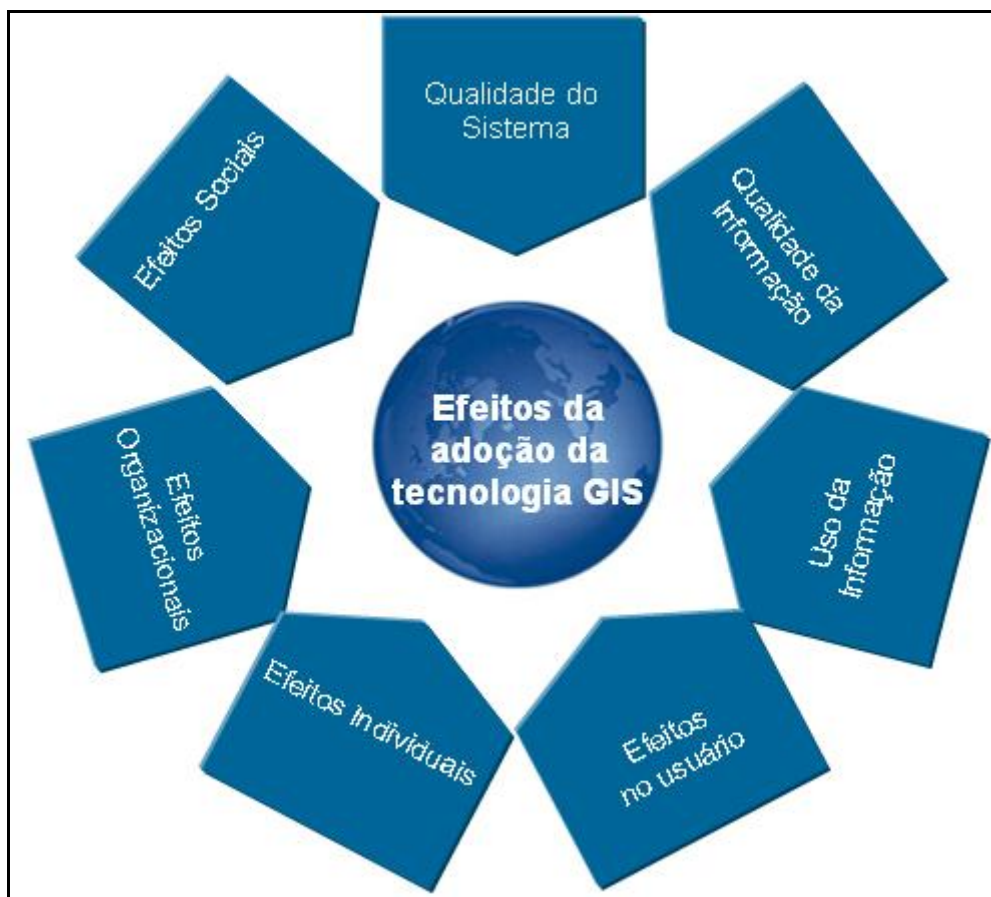 Qualidade do
Sistema
Qualidade da
Informação
Uso da
Informação
Efeitos
no usuário
Efeitos Individuais
Efeitos
Organizacionais
Efeitos Sociais
Efeitos da
adoção da
tecnologia GIS